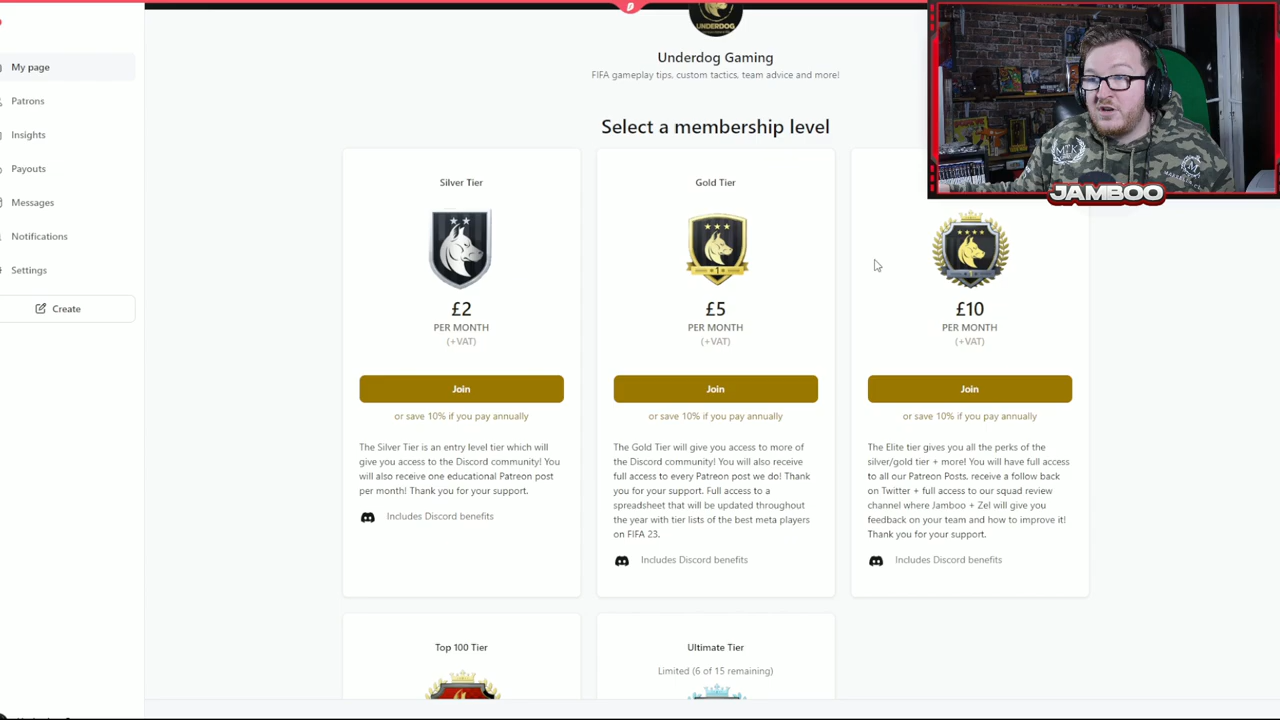 My page
Patrons
Insights
Payouts
Messages
Notifications
Settings
Create
UNDERDOG
Underdog Gaming
FIFA gameplay tips, custom tactics, team advice and more!
Select a membership level
JAMBOO
Silver Tier
£2
PER MONTH
(+VAT)
Join
or save 10% if you pay annually
The Silver Tier is an entry level tier which will
give you access to the Discord community! You
will also receive one educational Patreon post
per month! Thank you for your support.
Includes Discord benefits
Gold Tier
1
£5
PER MONTH
(+VAT)
Join
or save 10% if you pay annually
The Gold Tier will give you access to more of
the Discord community! You will also receive
full access to every Patreon post we do! Thank
you for your support. Full access to a
spreadsheet that will be updated throughout
the year with tier lists of the best meta players
on FIFA 23.
Includes Discord benefits
£10
PER MONTH
(+VAT)
Join
or save 10% if you pay annually
The Elite tier gives you all the perks of the
silver/gold tier + more! You will have full access
to all our Patreon Posts, receive a follow back
on Twitter + full access to our squad review
channel where Jamboo + Zel will give you
feedback on your team and how to improve it!
Thank you for your support.
Includes Discord benefits
Top 100 Tier
Ultimate Tier
Limited (6 of 15 remaining)